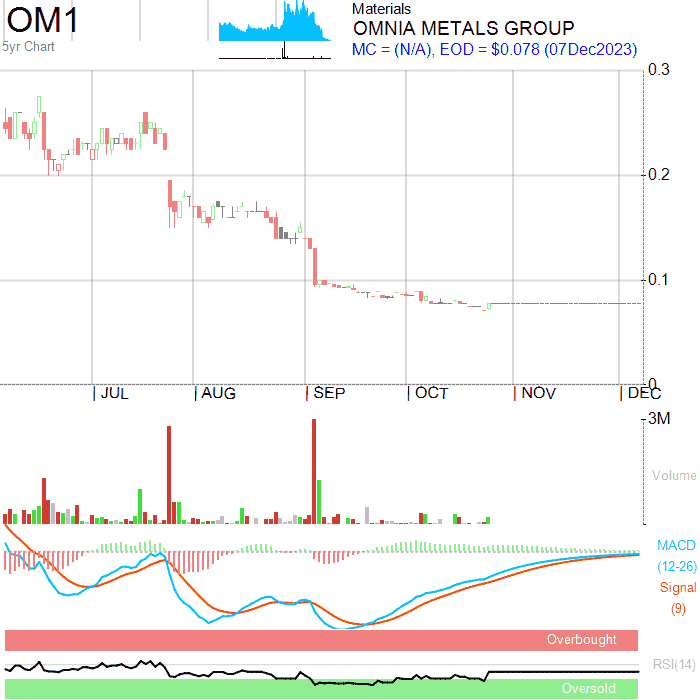 OM1
5yr Chart
Materials
OMNIA METALS GROUP
MC = (N/A), EOD = $0.078 (07Dec2023)
0.3
0.2
0.1
0
JUL AUG SEP OCT NOV DEC
3M
Volume
MACD
(12-26)
Signal
(9)
Overbought
RSI(14)
Oversold